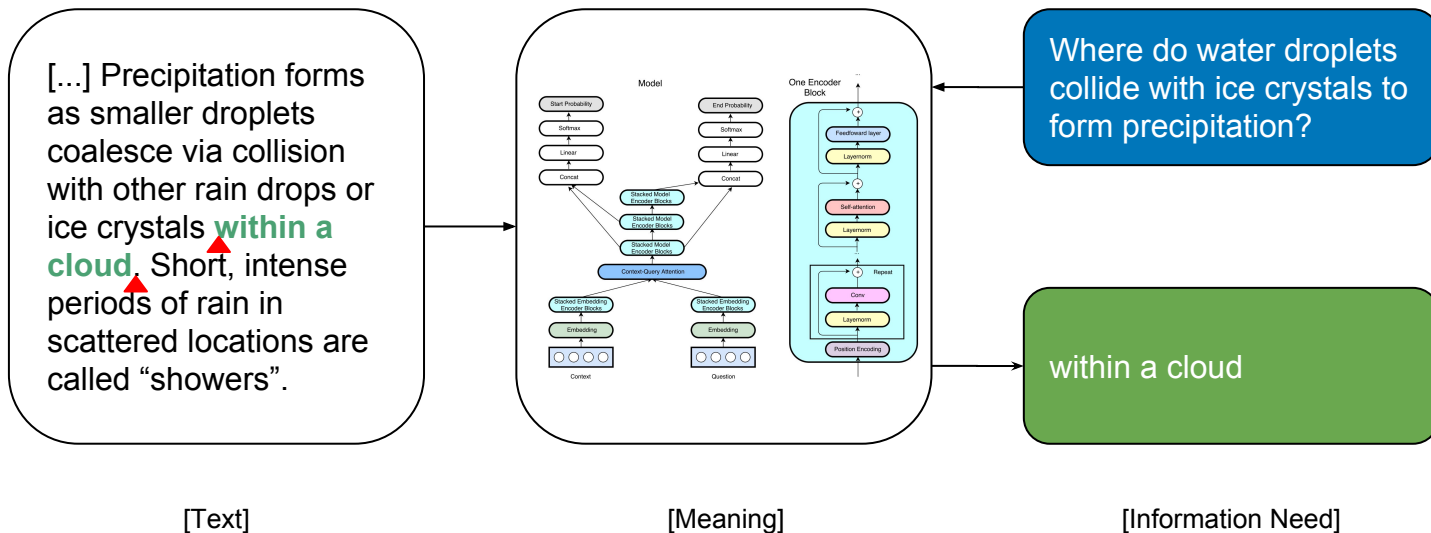 [...] Precipitation forms
as smaller droplets
coalesce via collision
with other rain drops or
ice crystals within a
cloud. Short, intense
periods of rain in
scattered locations are
called “showers”.
Model
Start Probability
Softmax
Linear
Concat
End Probability
Softmax
Linear
Concat
Stacked Model
Encoder Blocks
Stacked Model
Encoder Blocks
Stacked Model
Encoder Blocks
Context-Query Attention
Stacked Embedding
Encoder Blocks
Stacked Embedding
Encoder Blocks
Embedding
Embedding
Context
Question
One Encoder
Block
...
+
Feedfoward layer
Layernorm
+
Self-attention
Layernorm
...
+
Repeat
Conv
Layernorm
Position Encoding
Where do water droplets
collide with ice crystals to
form precipitation?
within a cloud
[Text]
[Meaning]
[Information Need]